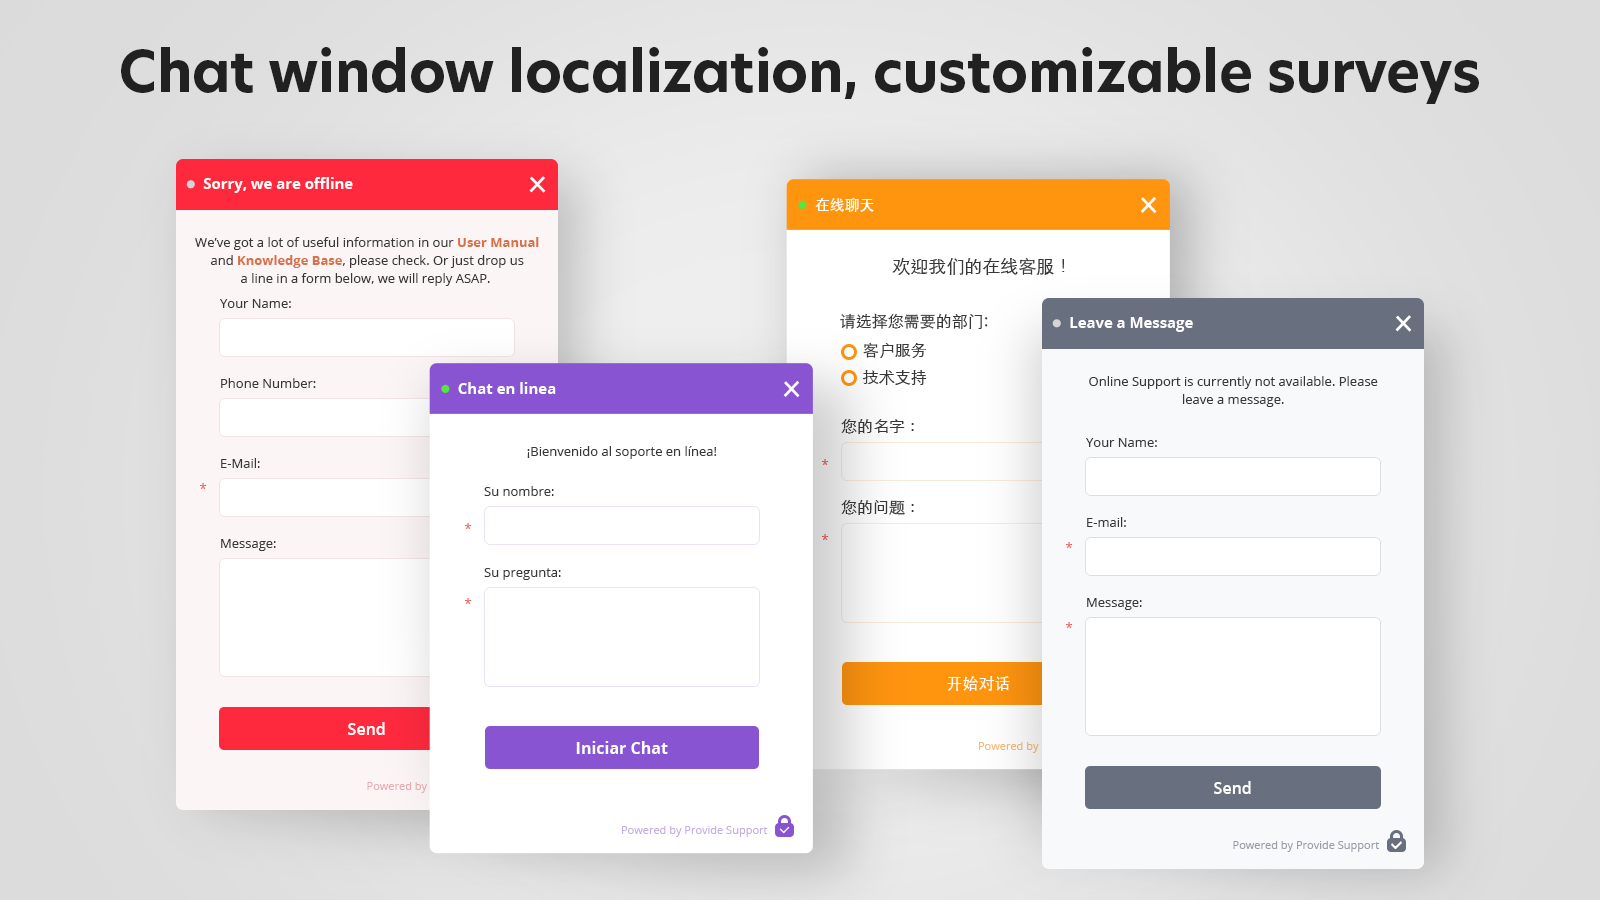 Chat window localization, customizable surveys
Sorry, we are offline
We've got a lot of useful information in our User Manual
and Knowledge Base, please check. Or just drop us
a line in a form below, we will reply ASAP.
Your Name:
Phone Number:
E-Mail:
*
Message:
Send
Powered by
Chat en linea
¡Bienvenido al soporte en línea!
Su nombre:
*
Su pregunta:
*
Iniciar Chat
Powered by Provide Support
在线聊天
欢迎我们的在线客服！
请选择您需要的部门:
客户服务
技术支持
您的名字：
*
您的问题：
*
开始对话
Powered by
Leave a Message
Online Support is currently not available. Please
leave a message.
Your Name:
E-mail:
*
Message:
*
Send
Powered by Provide Support